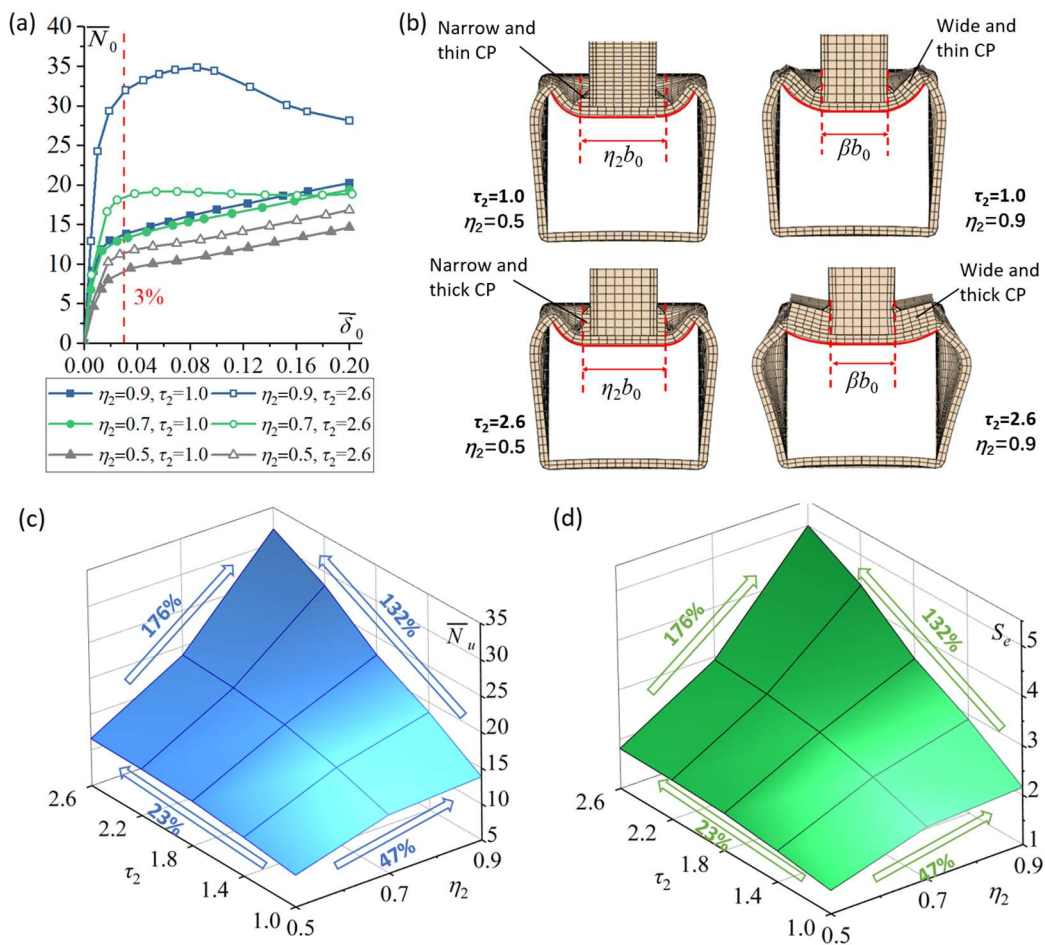 (a)
N̅₀
40
35
30
25
20
15
10
5
0
3%
δ̅₀
0.00 0.04 0.08 0.12 0.16 0.20
η₂=0.9, τ₂=1.0 η₂=0.9, τ₂=2.6
η₂=0.7, τ₂=1.0 η₂=0.7, τ₂=2.6
η₂=0.5, τ₂=1.0 η₂=0.5, τ₂=2.6
(b)
Narrow and
thin CP
η₂b₀
τ₂=1.0
η₂=0.5
Wide and
thin CP
βb₀
τ₂=1.0
η₂=0.9
Narrow and
thick CP
η₂b₀
τ₂=2.6
η₂=0.5
Wide and
thick CP
βb₀
τ₂=2.6
η₂=0.9
(c)
176%
132%
23%
47%
N̅ᵤ
35
30
25
20
15
10
5
2.6
2.2
1.8
1.4
1.0
τ₂
0.5
0.7
0.9
η₂
(d)
176%
132%
23%
47%
Sₑ
5
4
3
2
1
2.6
2.2
1.8
1.4
1.0
τ₂
0.5
0.7
0.9
η₂